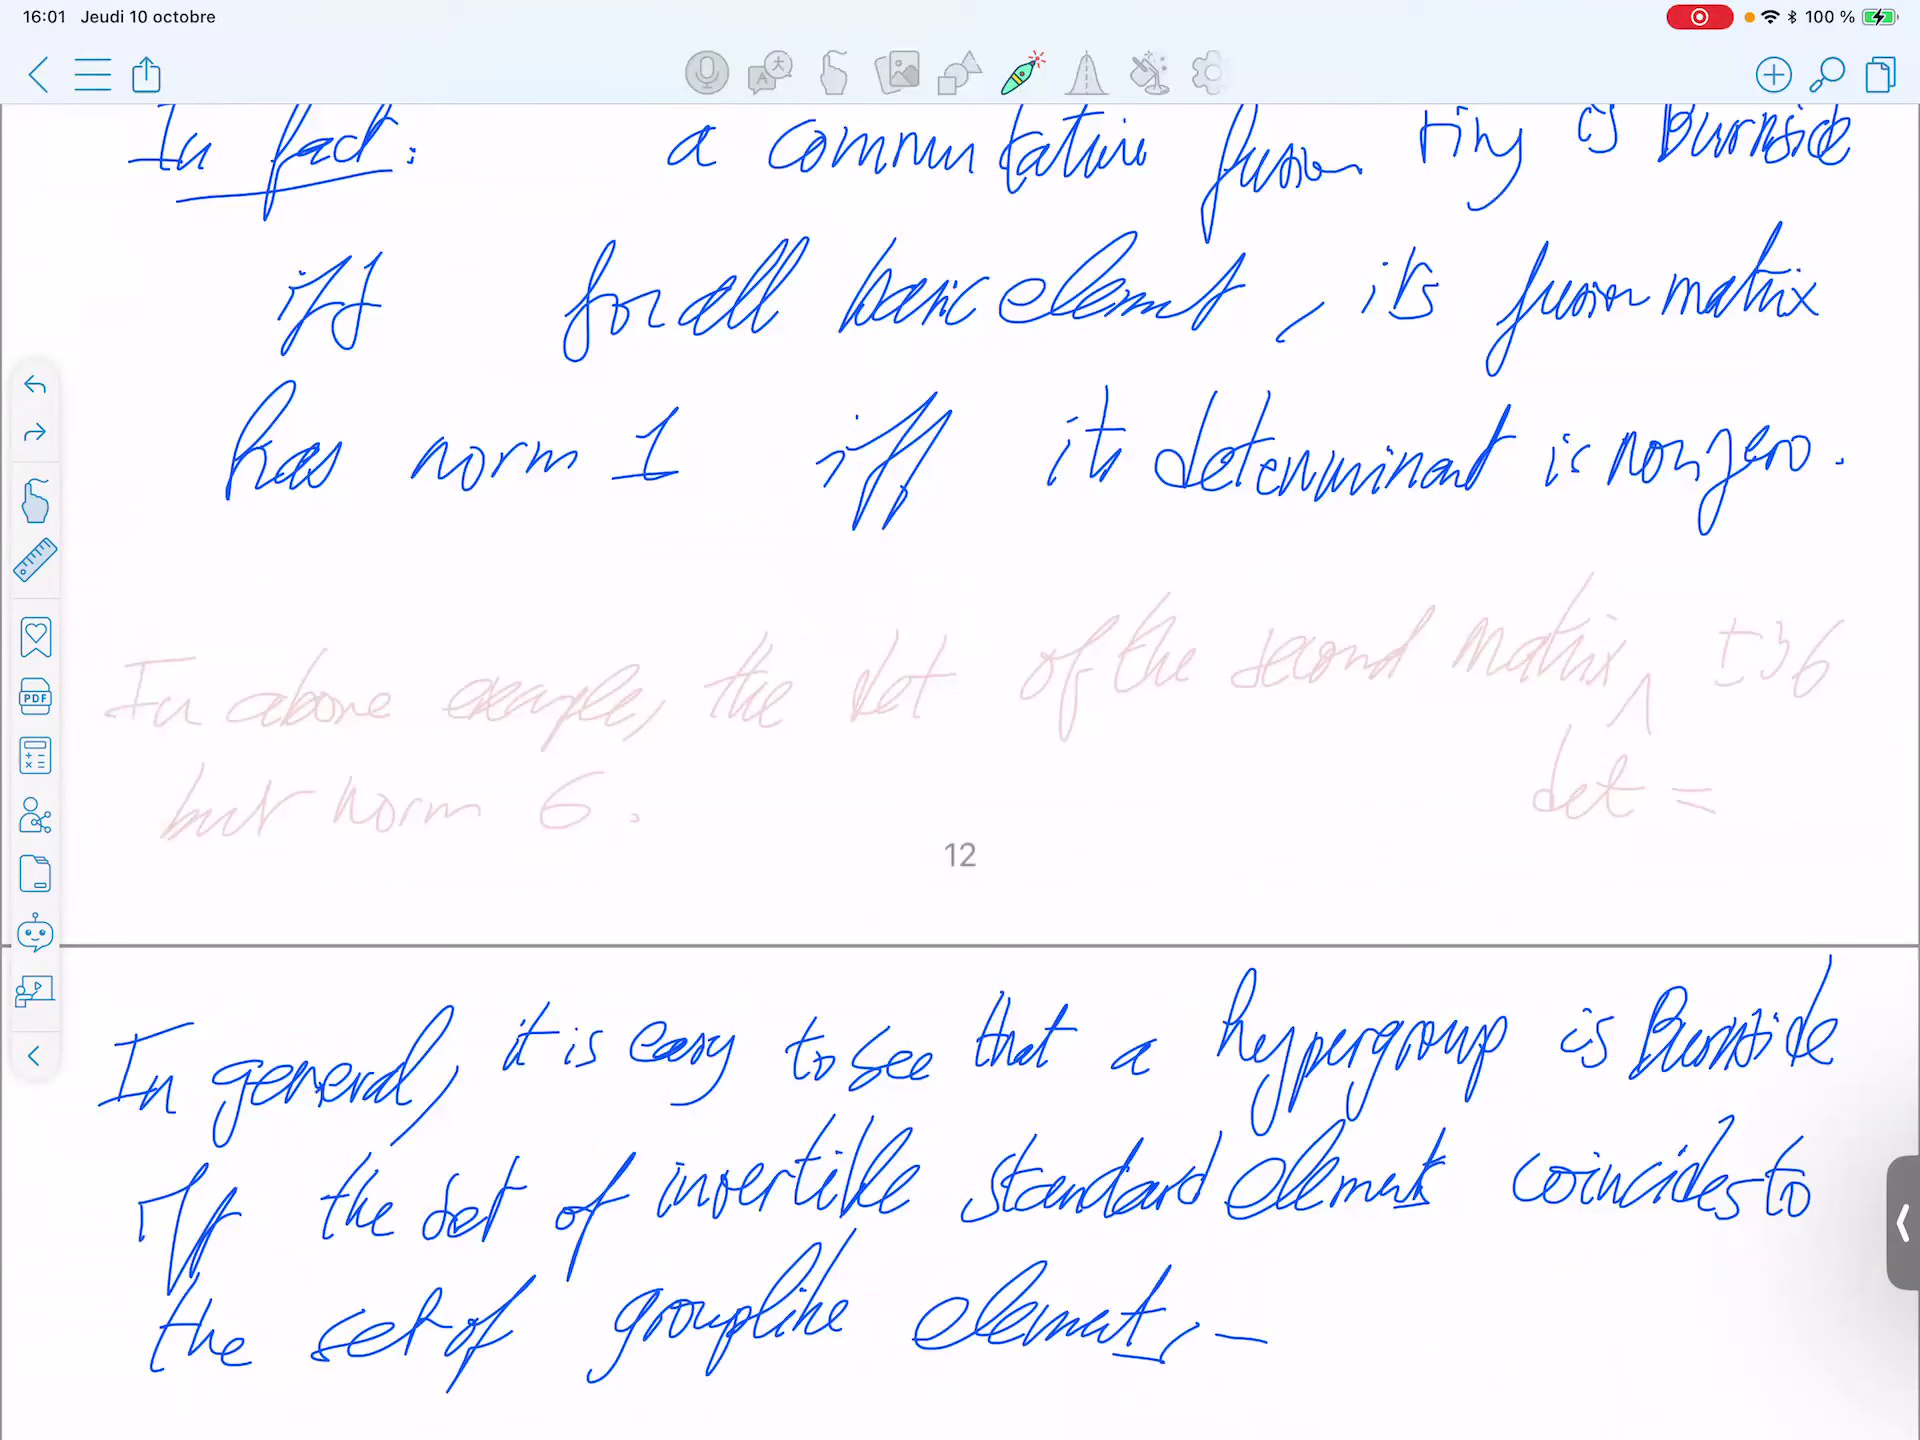 16:01 Jeudi 10 octobre
100 %
In fact: a commutative fusion ring is Burnside
iff for all basic element, its fusion matrix
has norm 1 iff its determinant is nonzero.
In above example, the det of the second matrix, ±36
but norm 6. det =
12
PDF
In general, it is easy to see that a hypergroup is Burnside
iff the set of invertible standard elements coincides to
the set of grouplike element, —